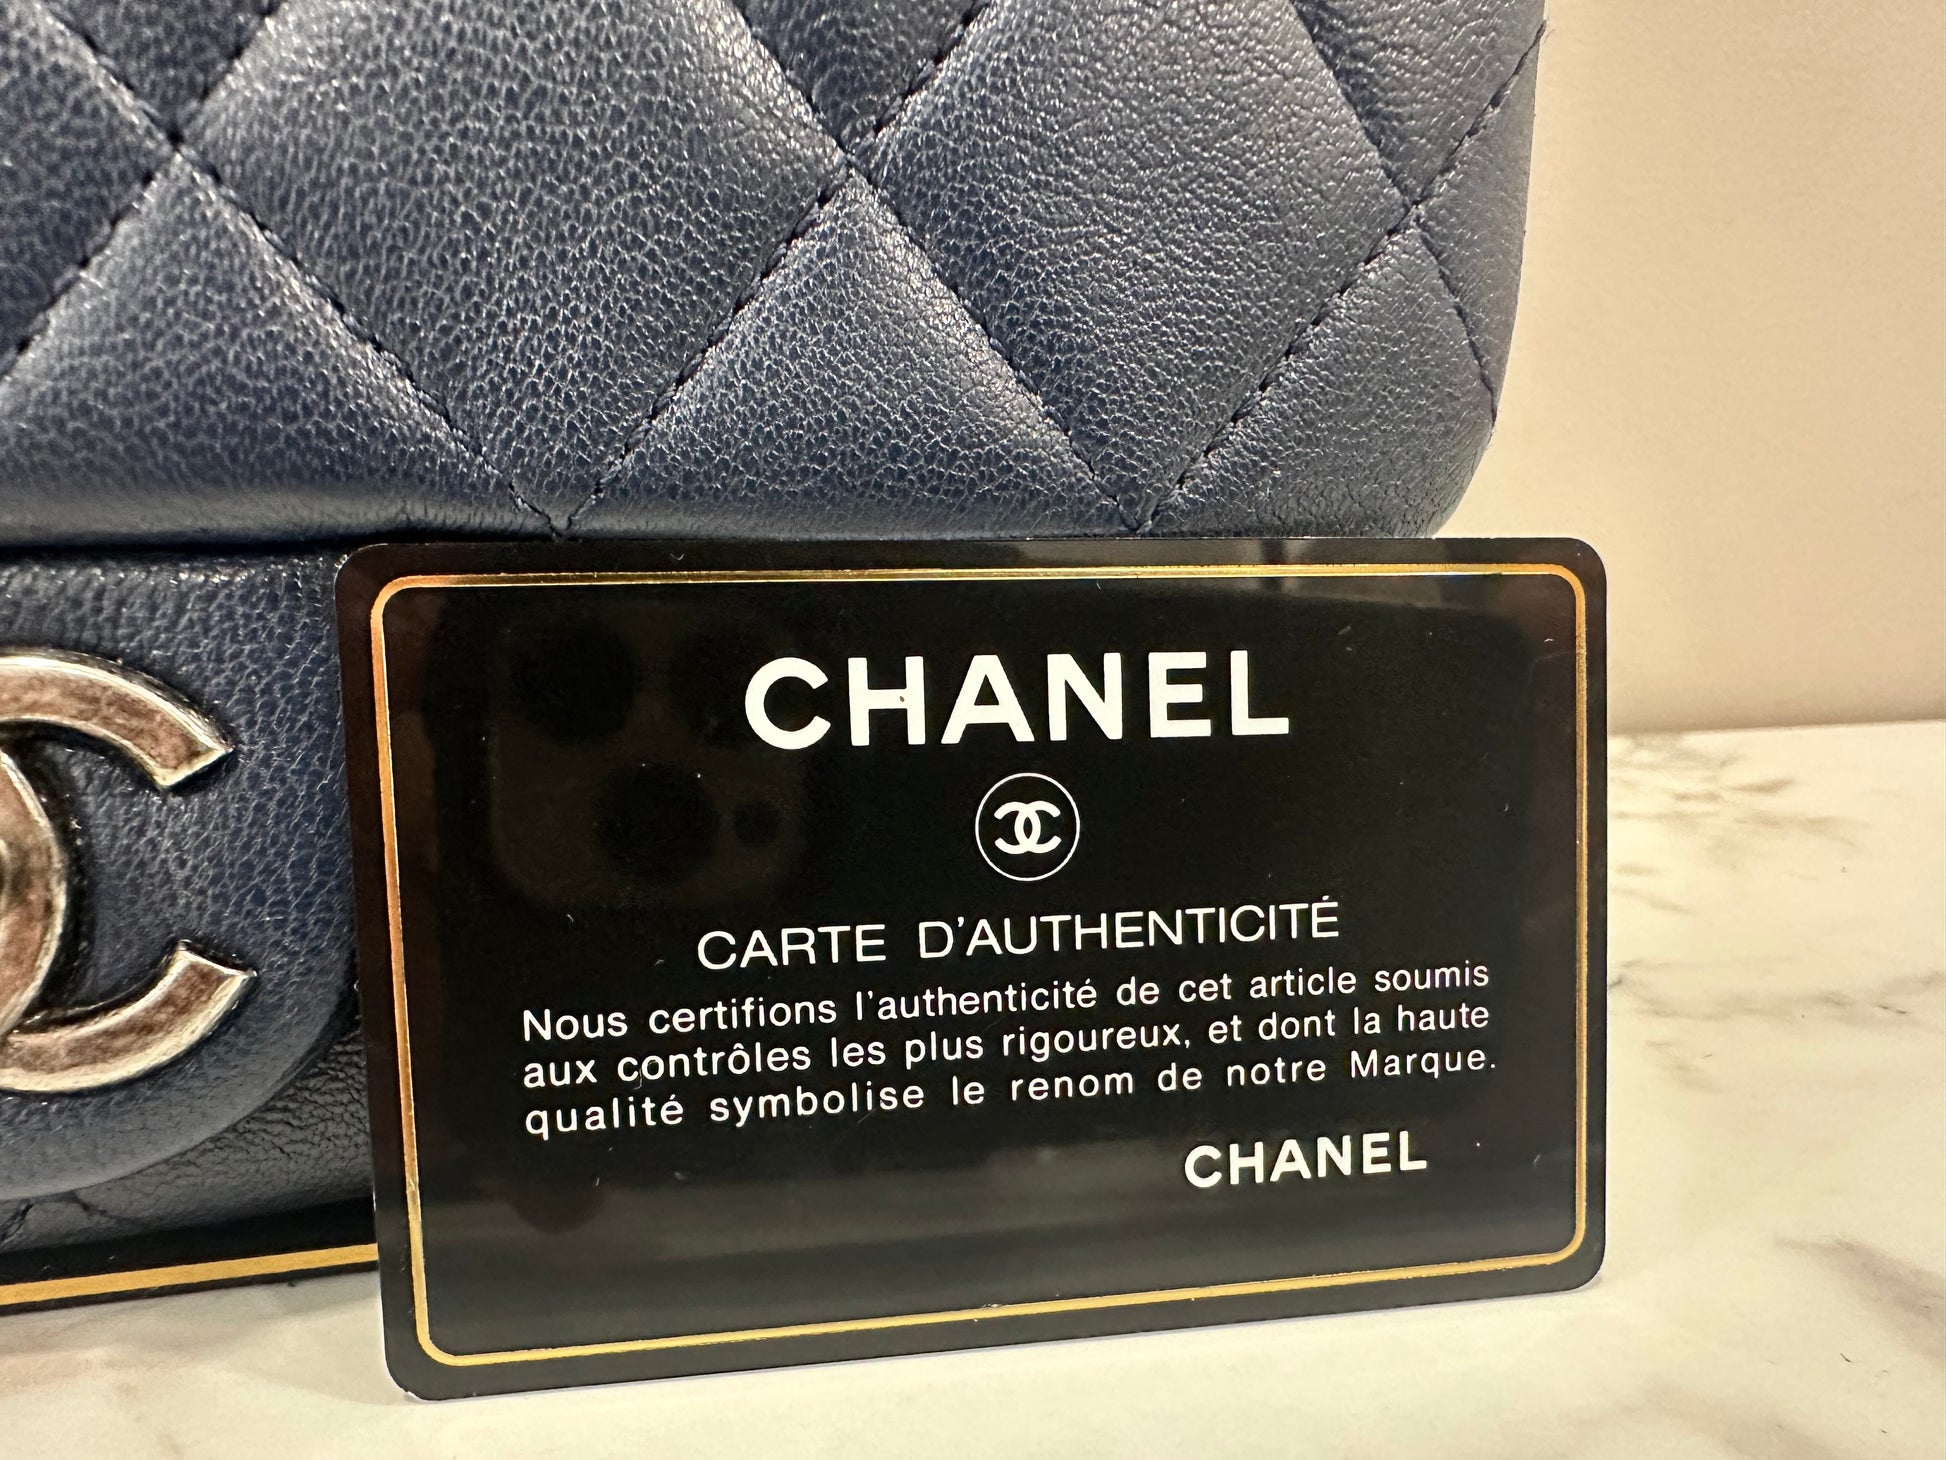 CHANEL
CARTE D'AUTHENTICITÉ
Nous certifions l'authenticité de cet article soumis
aux contrôles les plus rigoureux, et dont la haute
qualité symbolise le renom de notre Marque.
CHANEL